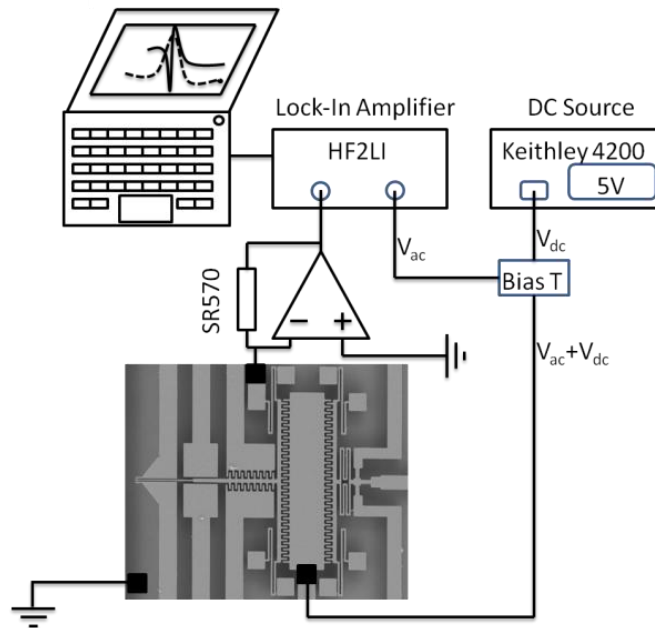 Lock-In Amplifier
DC Source
HF2LI
Keithley 4200
5V
V_ac
V_dc
Bias T
SR570
− +
V_ac+V_dc